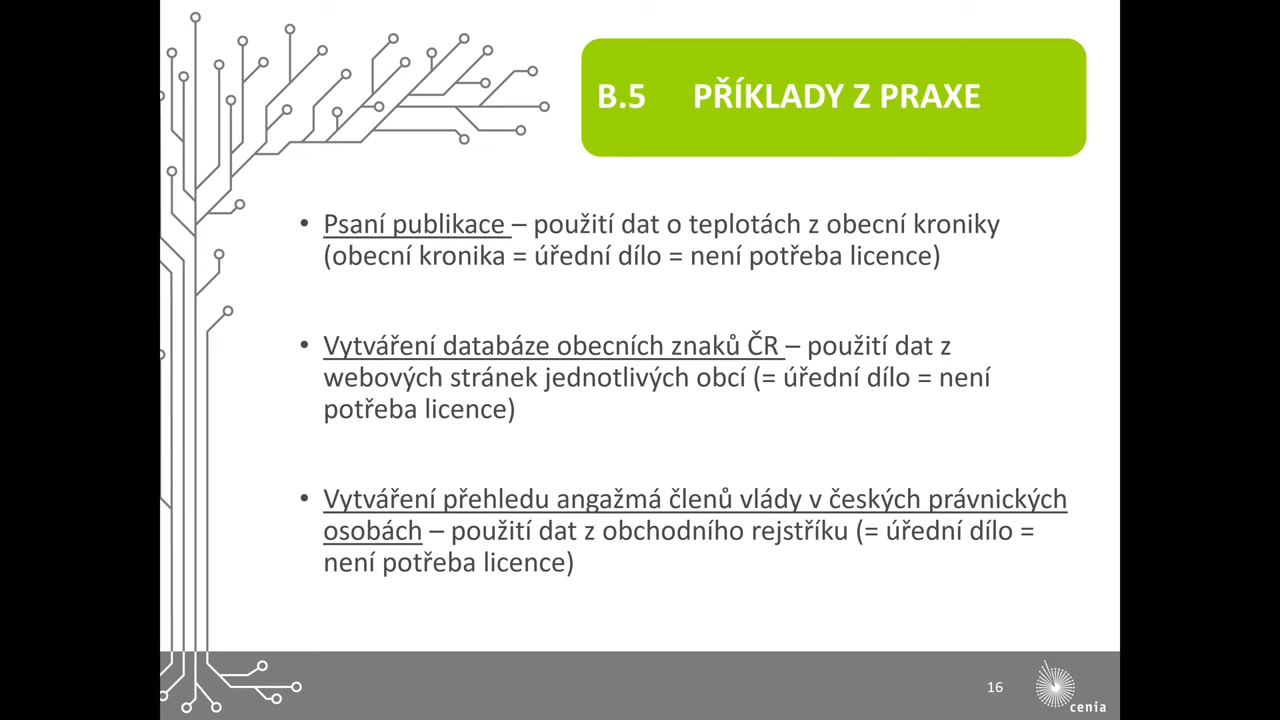 B.5 PŘÍKLADY Z PRAXE
• Psaní publikace – použití dat o teplotách z obecní kroniky
(obecní kronika = úřední dílo = není potřeba licence)
• Vytváření databáze obecních znaků ČR – použití dat z
webových stránek jednotlivých obcí (= úřední dílo = není
potřeba licence)
• Vytváření přehledu angažmá členů vlády v českých právnických
osobách – použití dat z obchodního rejstříku (= úřední dílo =
není potřeba licence)
16
cenia